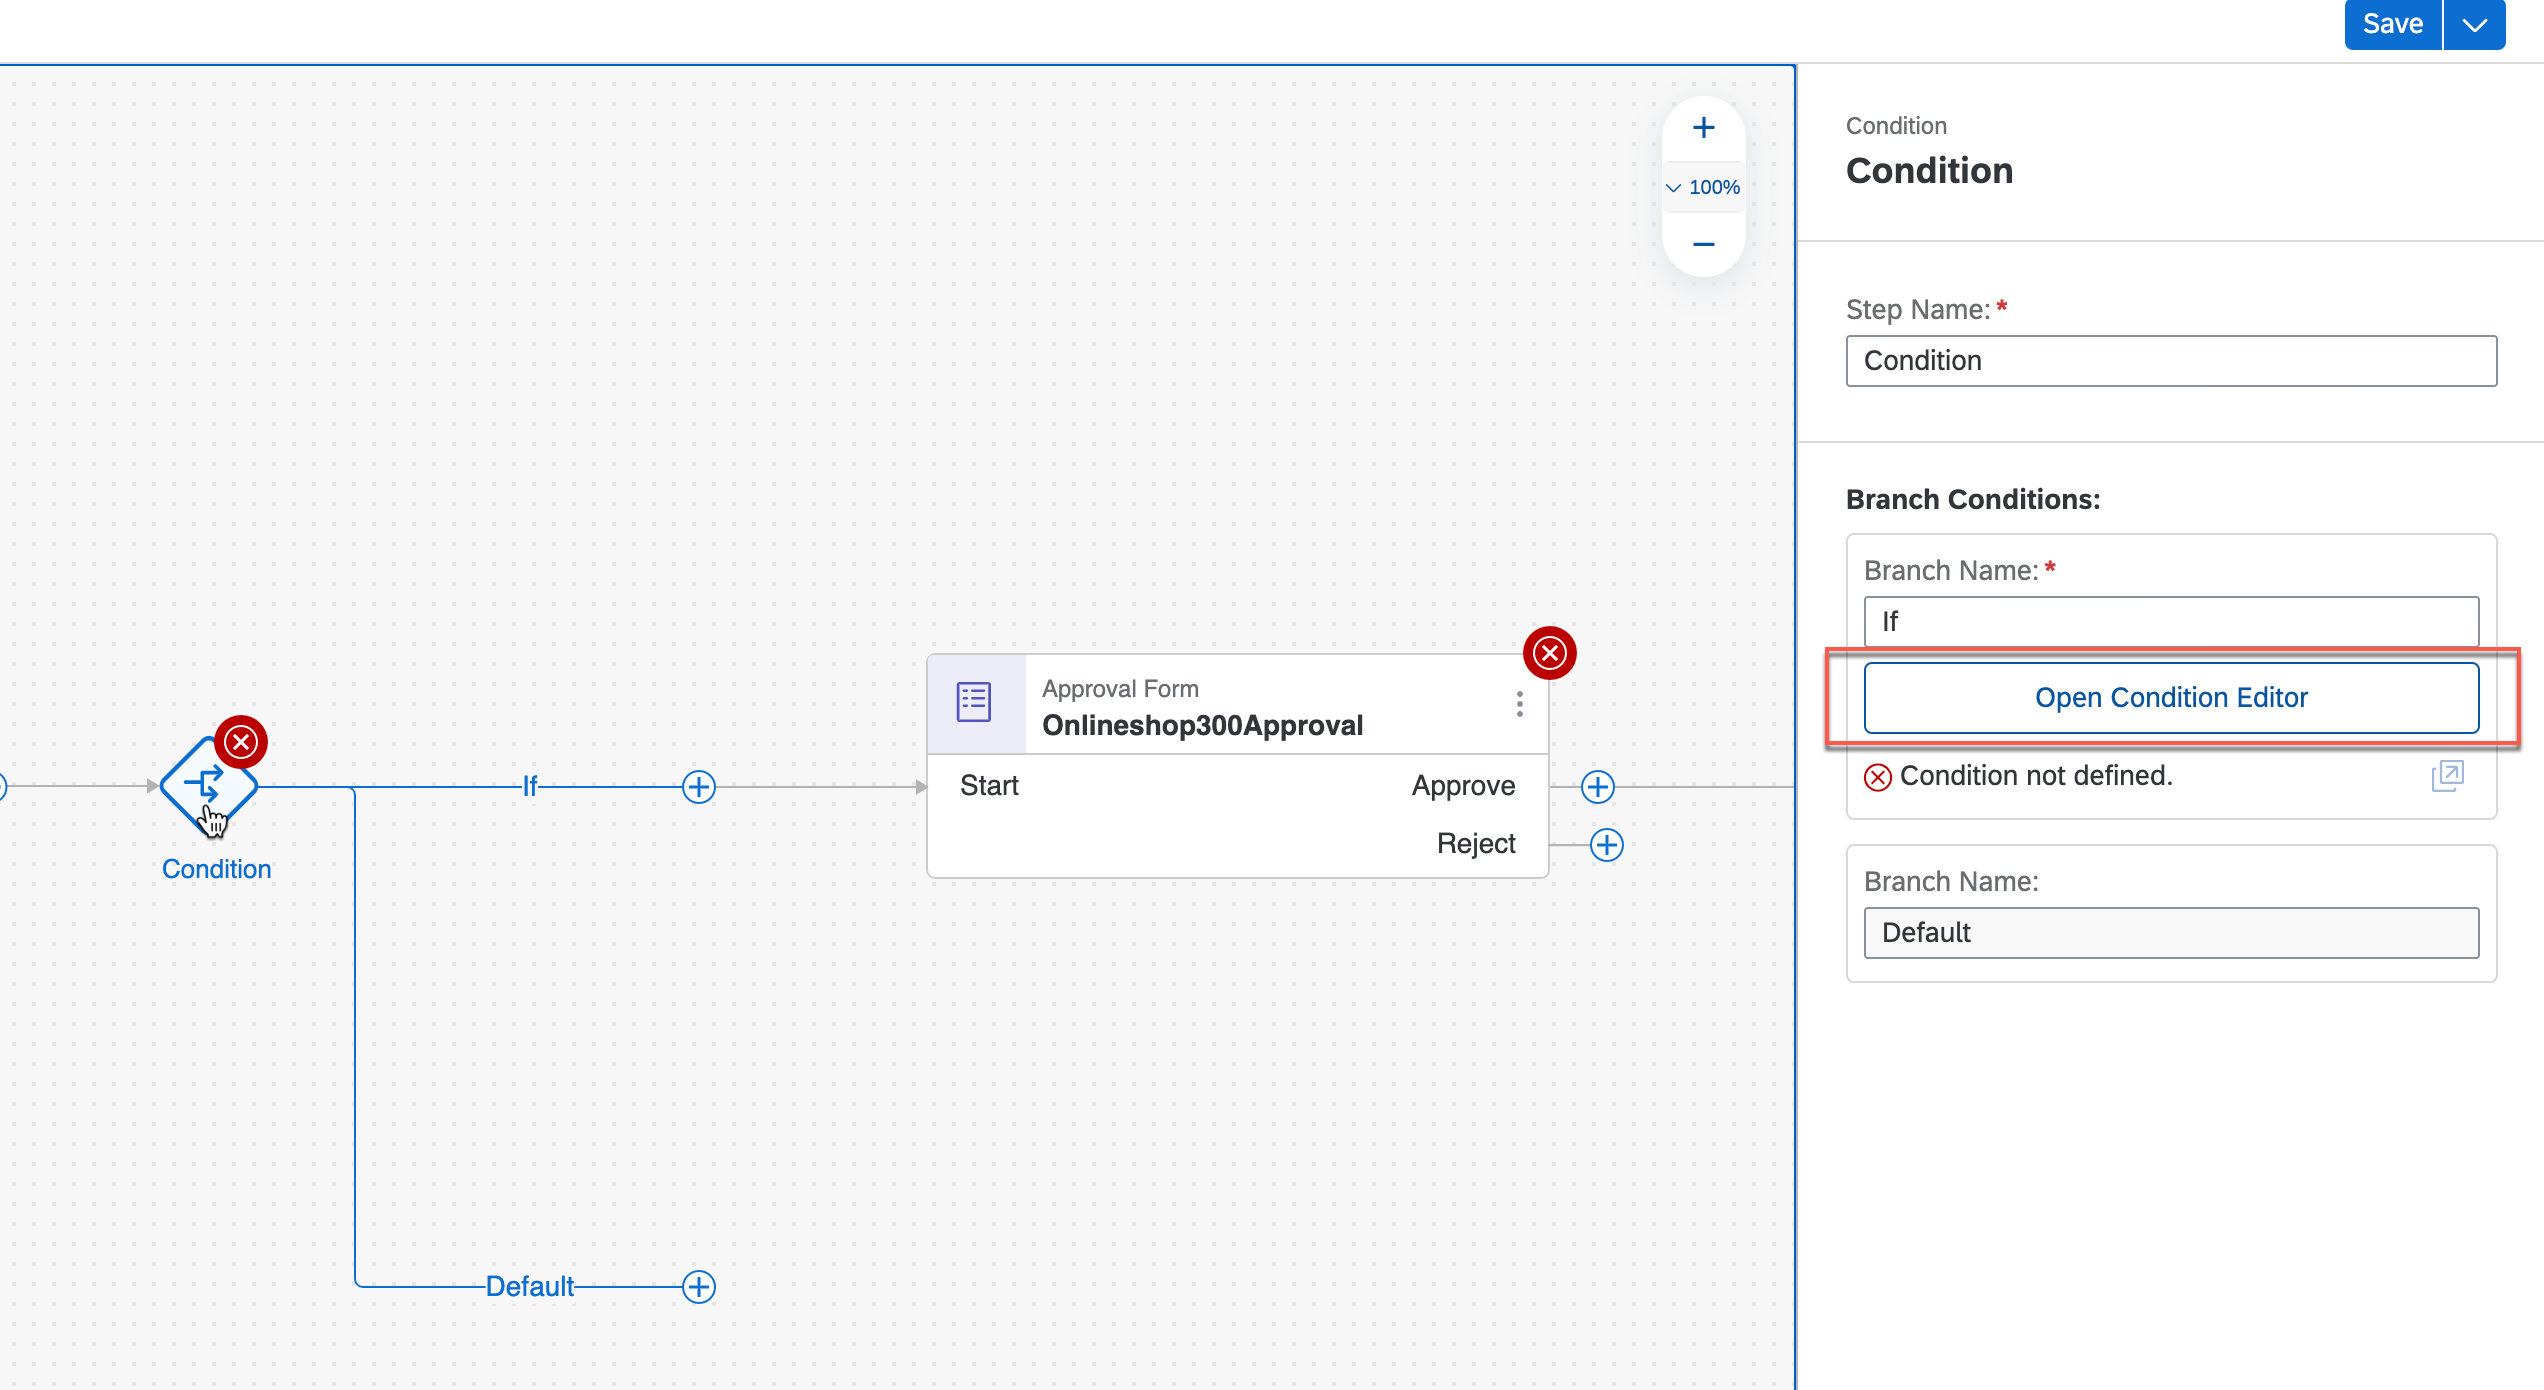 Save
100%
Condition
Condition
Step Name: *
Condition
Branch Conditions:
Branch Name: *
If
Open Condition Editor
Condition not defined.
Branch Name:
Default
Approval Form
Onlineshop300Approval
Start
Approve
Reject
If
Condition
Default